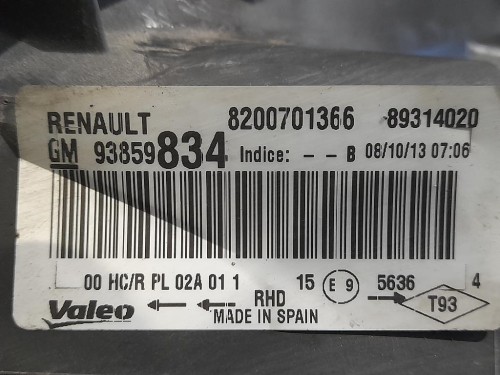 RENAULT 8200701366 89314020
GM 93859834 Indice: - - B 08/10/13 07:06
00 HC/R PL 02A 01 1 15 E 9 5636 4
Valeo RHD T93
MADE IN SPAIN